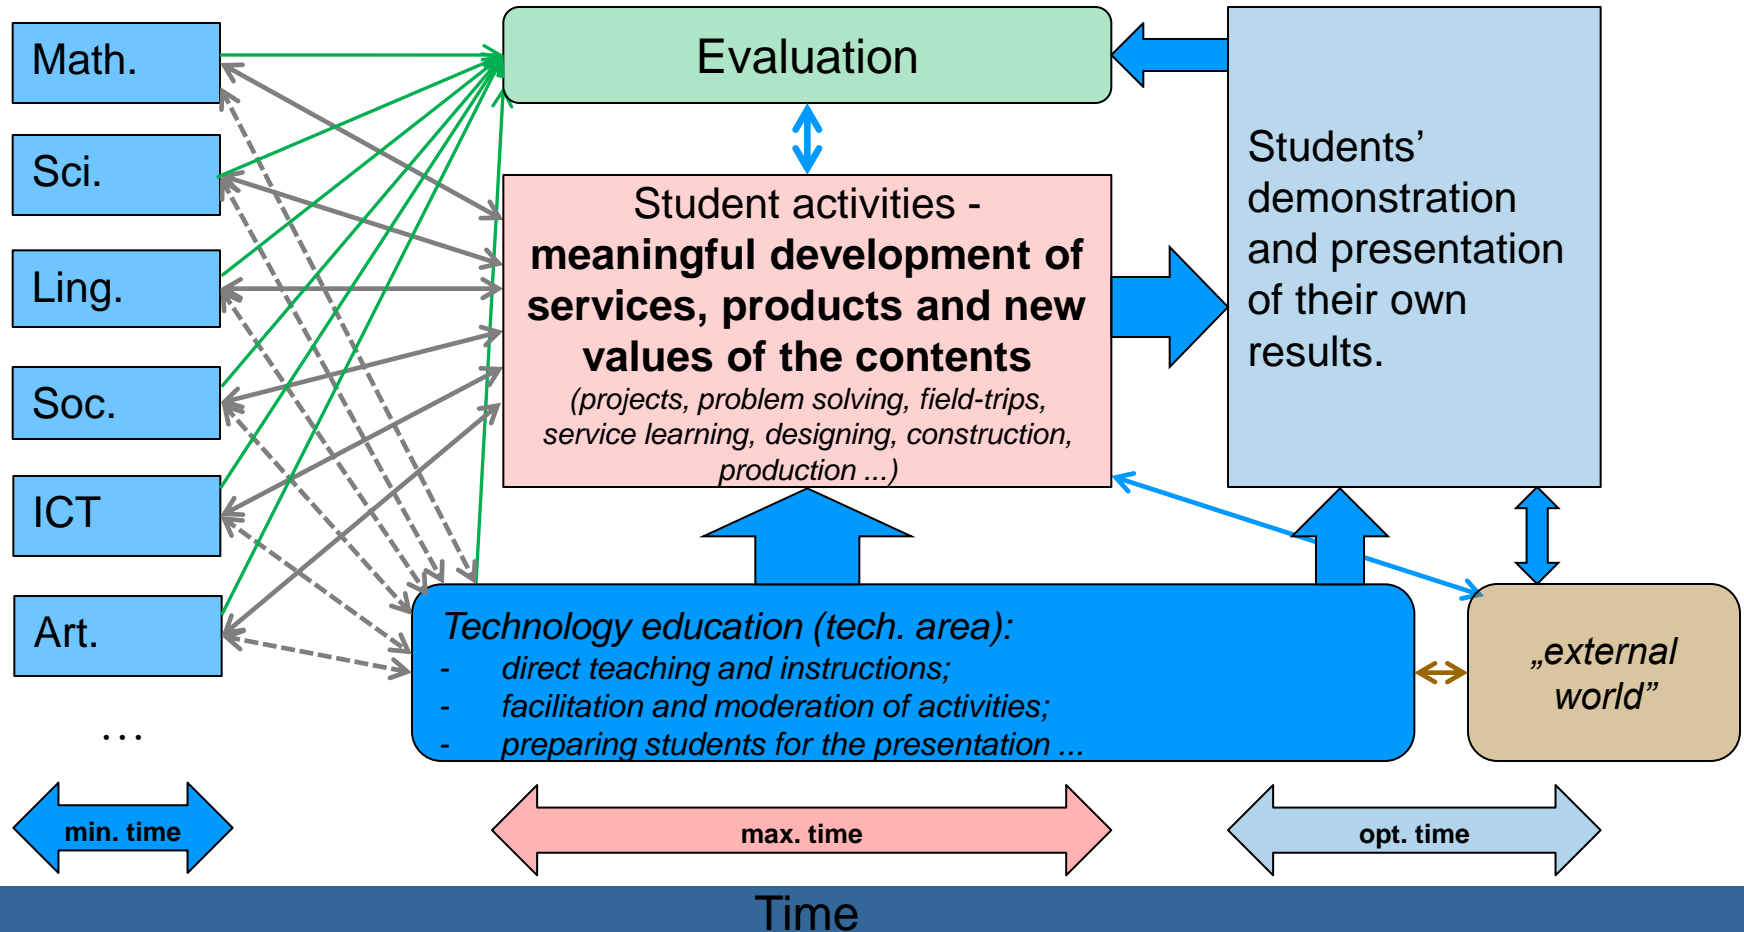 Math.
Sci.
Ling.
Soc.
ICT
Art.
...
Evaluation
Student activities -
meaningful development of
services, products and new
values of the contents
(projects, problem solving, field-trips,
service learning, designing, construction,
production ...)
Students’
demonstration
and presentation
of their own
results.
Technology education (tech. area):
- direct teaching and instructions;
- facilitation and moderation of activities;
- preparing students for the presentation ...
„external
world”
min. time
max. time
opt. time
Time